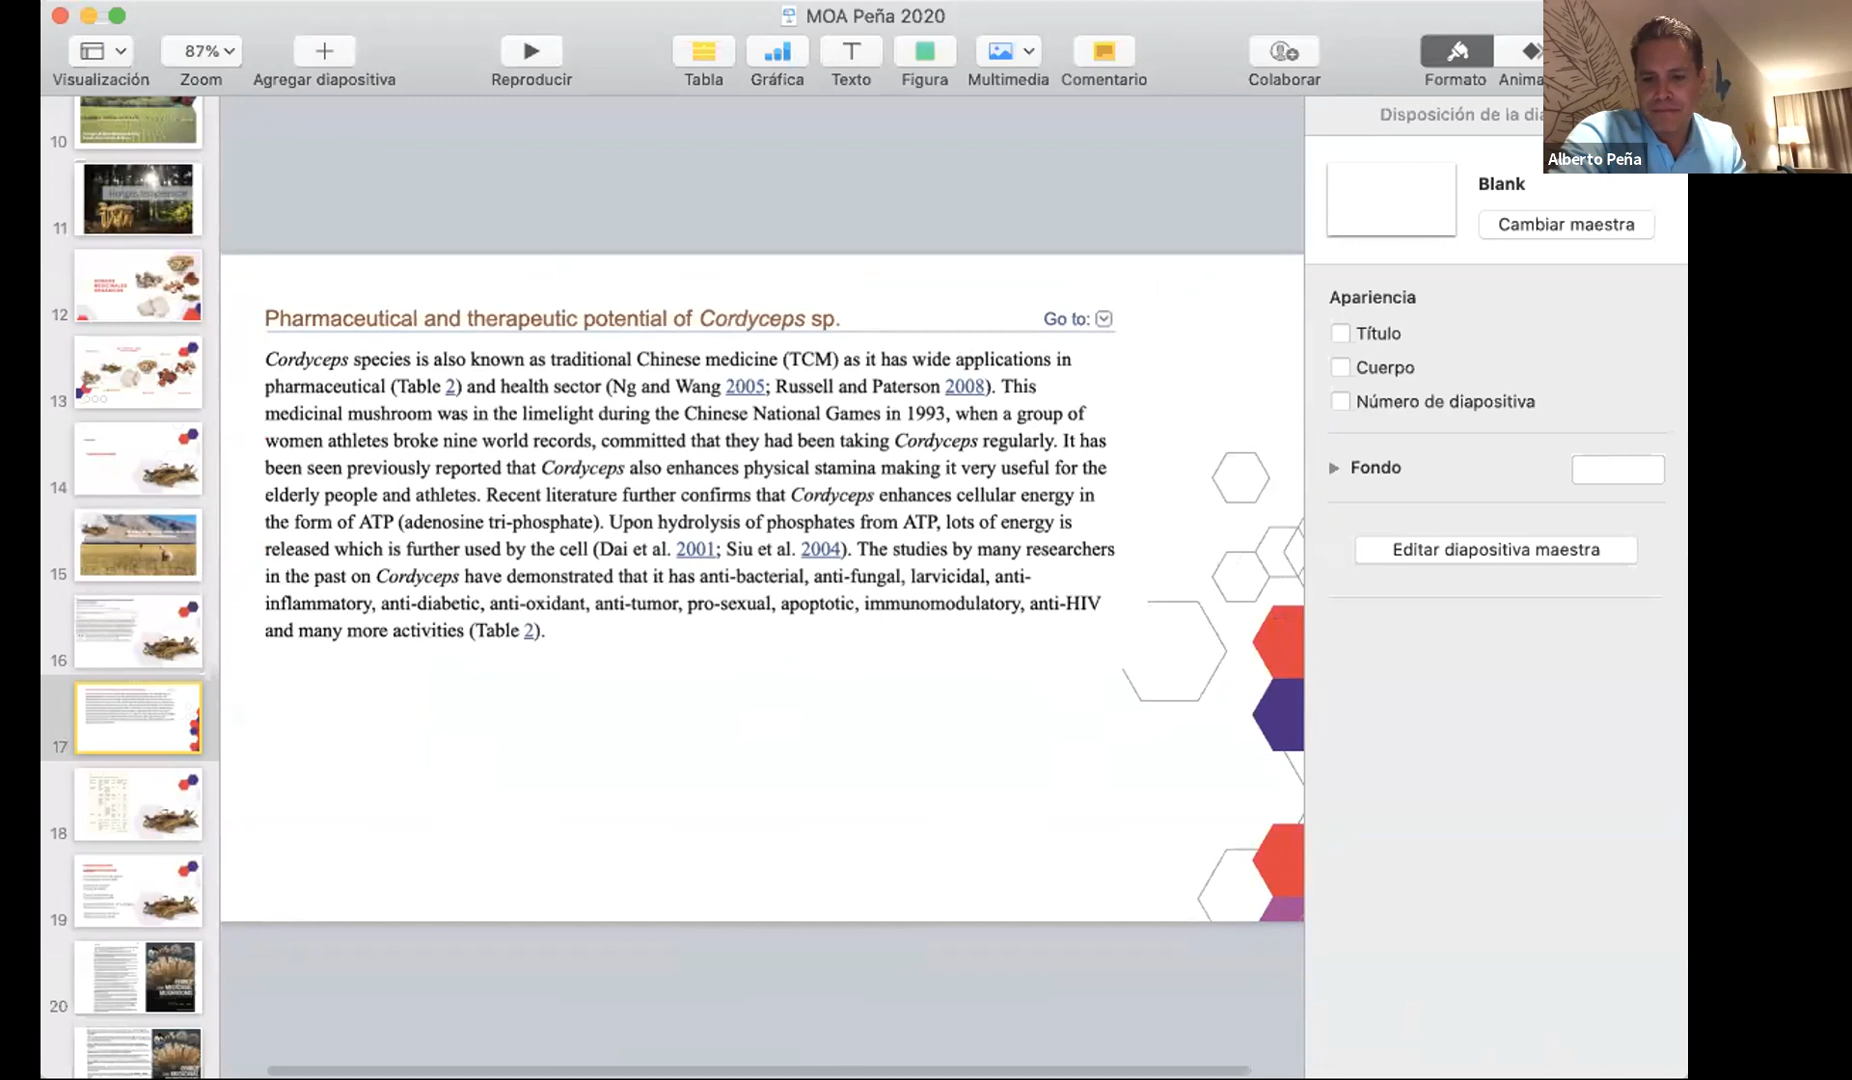 MOA Peña 2020
87%
Visualización
Zoom
Agregar diapositiva
Reproducir
Tabla
Gráfica
Texto
Figura
Multimedia
Comentario
Colaborar
Formato
Anima
Alberto Peña
10
11
12
HONGOS
MEDICINALES
13
14
15
16
17
18
19
20
Pharmaceutical and therapeutic potential of Cordyceps sp.
Go to:
Cordyceps species is also known as traditional Chinese medicine (TCM) as it has wide applications in
pharmaceutical (Table 2) and health sector (Ng and Wang 2005; Russell and Paterson 2008). This
medicinal mushroom was in the limelight during the Chinese National Games in 1993, when a group of
women athletes broke nine world records, committed that they had been taking Cordyceps regularly. It has
been seen previously reported that Cordyceps also enhances physical stamina making it very useful for the
elderly people and athletes. Recent literature further confirms that Cordyceps enhances cellular energy in
the form of ATP (adenosine tri-phosphate). Upon hydrolysis of phosphates from ATP, lots of energy is
released which is further used by the cell (Dai et al. 2001; Siu et al. 2004). The studies by many researchers
in the past on Cordyceps have demonstrated that it has anti-bacterial, anti-fungal, larvicidal, anti-
inflammatory, anti-diabetic, anti-oxidant, anti-tumor, pro-sexual, apoptotic, immunomodulatory, anti-HIV
and many more activities (Table 2).
Disposición de la dia
Blank
Cambiar maestra
Apariencia
Título
Cuerpo
Número de diapositiva
Fondo
Editar diapositiva maestra